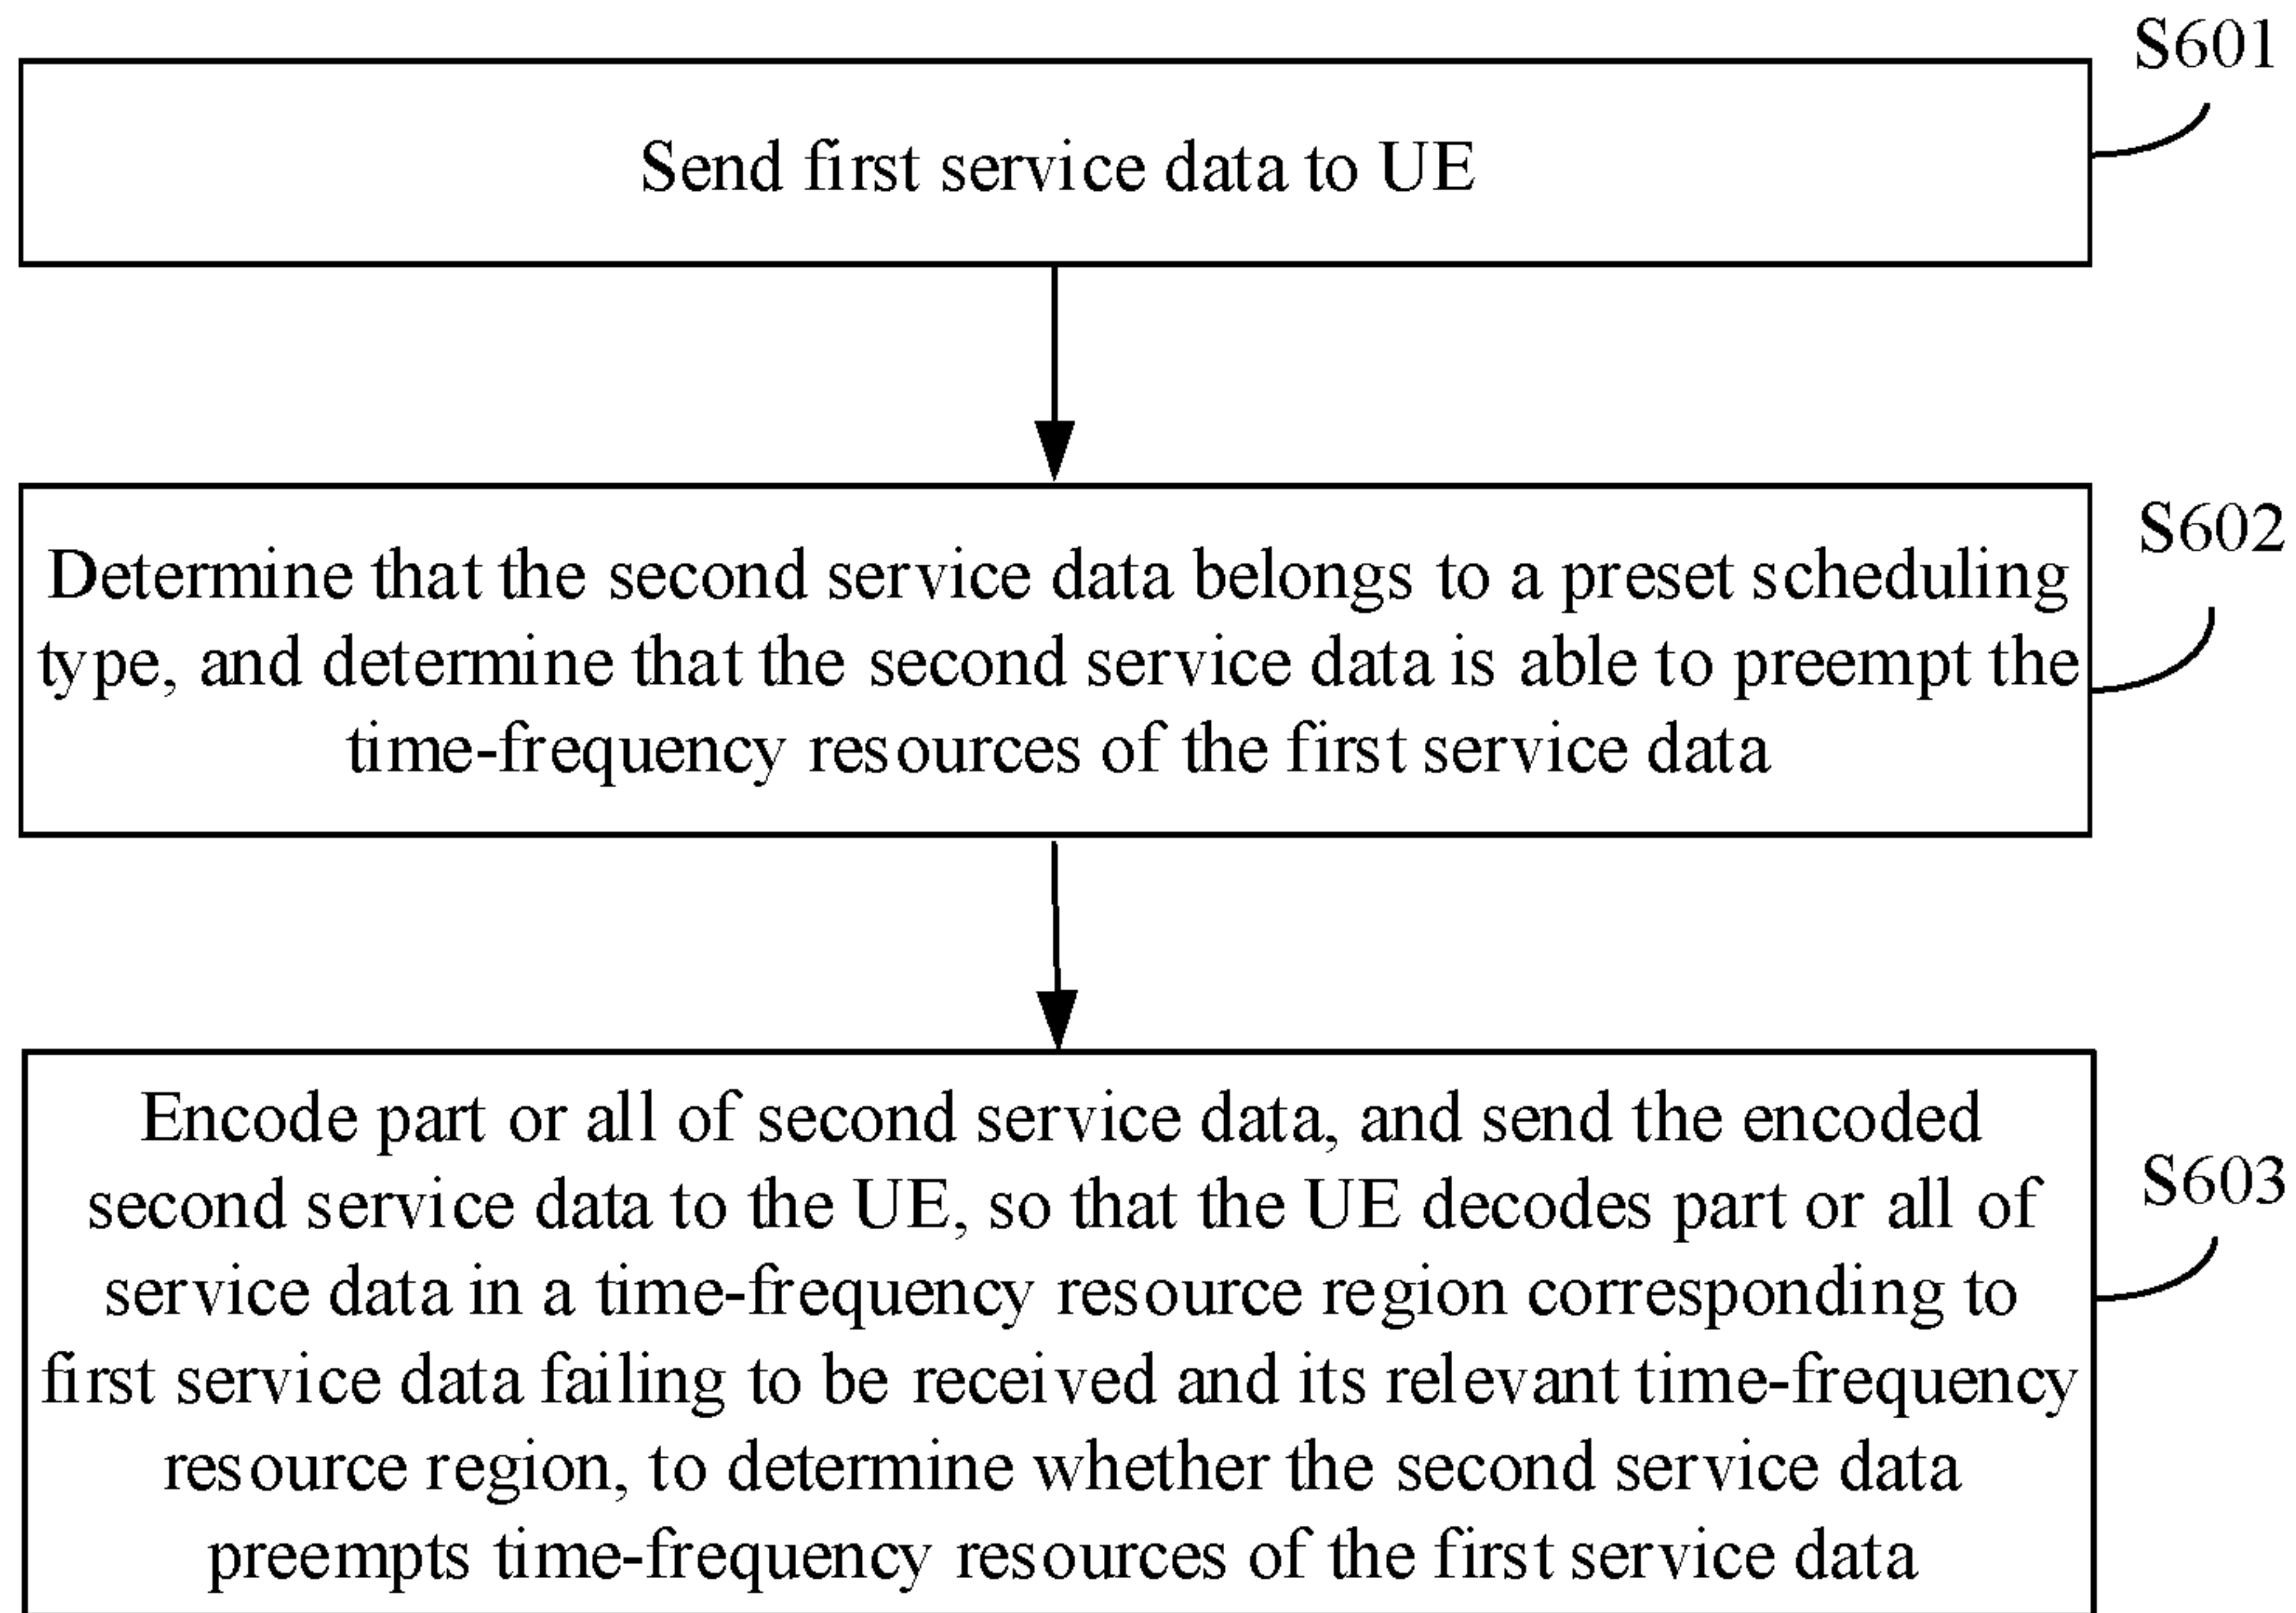 S601
Send first service data to UE
S602
Determine that the second service data belongs to a preset scheduling
type, and determine that the second service data is able to preempt the
time-frequency resources of the first service data
Encode part or all of second service data, and send the encoded
second service data to the UE, so that the UE decodes part or all of
S603
service data in a time-frequency resource region corresponding to
first service data failing to be received and its relevant time-frequency
resource region, to determine whether the second service data
preempts time-frequency resources of the first service data